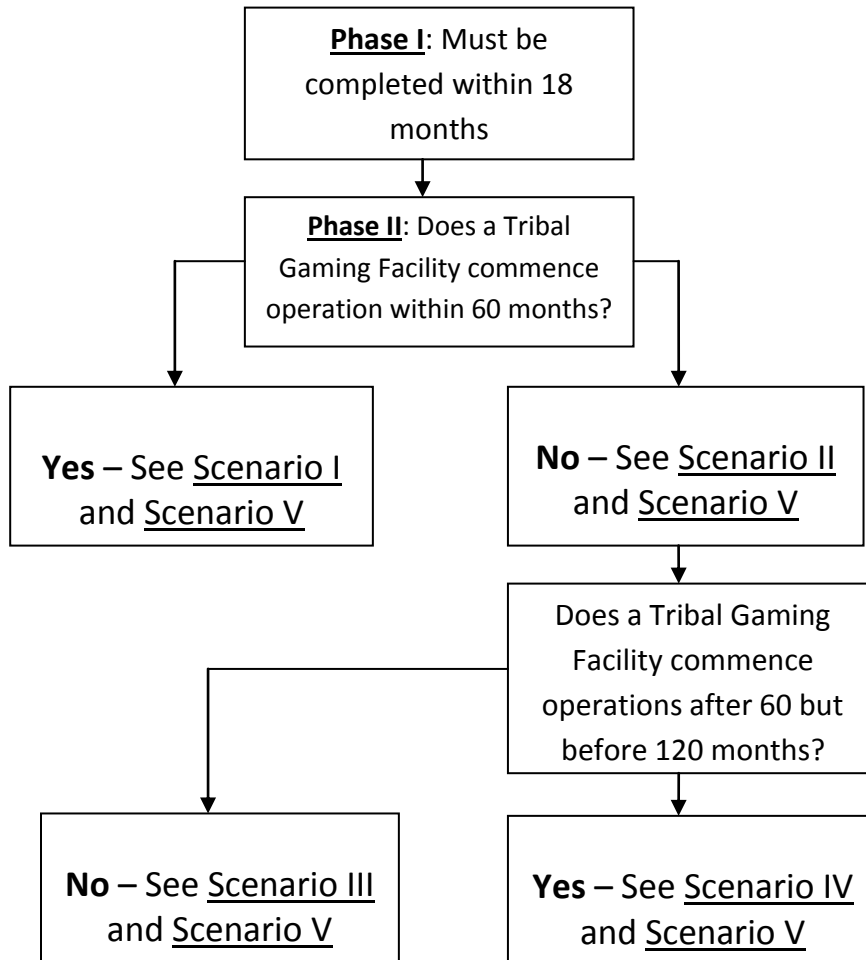 Phase I: Must be
completed within 18
months
Phase II: Does a Tribal
Gaming Facility commence
operation within 60 months?
Yes – See Scenario I
and Scenario V
No – See Scenario II
and Scenario V
Does a Tribal Gaming
Facility commence
operations after 60 but
before 120 months?
No – See Scenario III
and Scenario V
Yes – See Scenario IV
and Scenario V